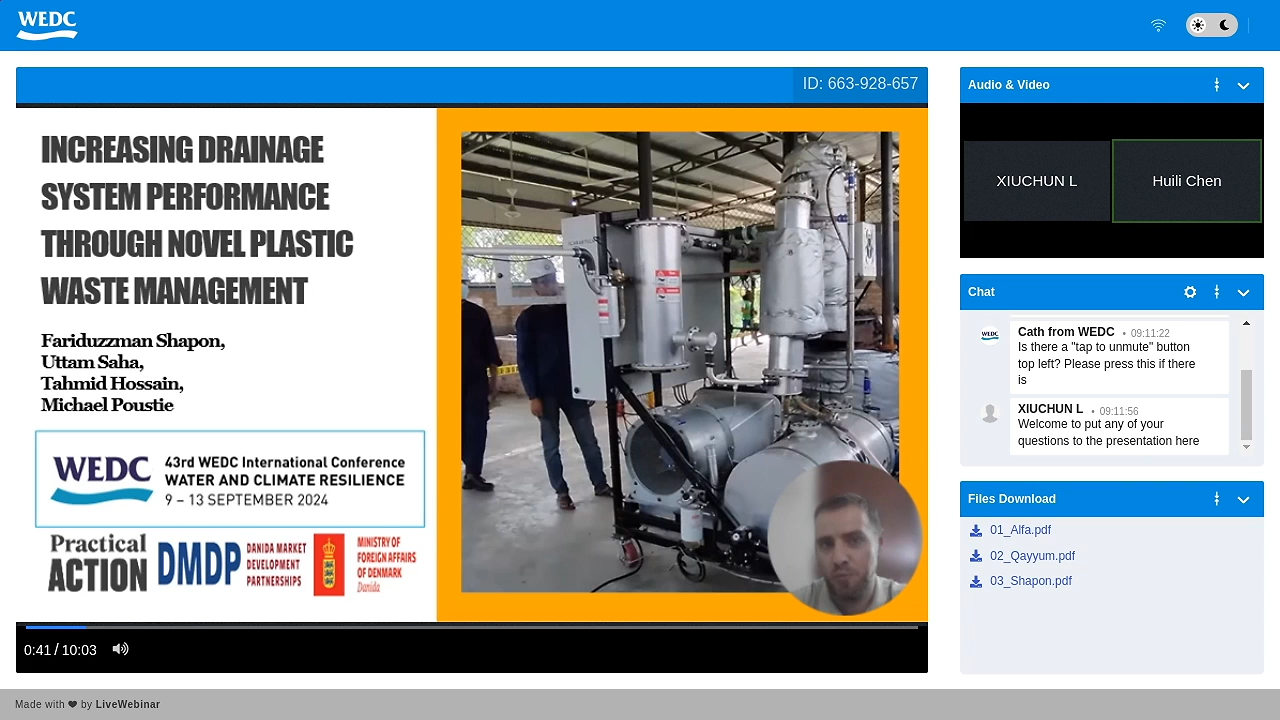 WEDC
ID: 663-928-657
INCREASING DRAINAGE
SYSTEM PERFORMANCE
THROUGH NOVEL PLASTIC
WASTE MANAGEMENT
Fariduzzman Shapon,
Uttam Saha,
Tahmid Hossain,
Michael Poustie
WEDC
43rd WEDC International Conference
WATER AND CLIMATE RESILIENCE
9 – 13 SEPTEMBER 2024
Practical
ACTION
DMDP
DANIDA MARKET
DEVELOPMENT
PARTNERSHIPS
MINISTRY OF
FOREIGN AFFAIRS
OF DENMARK
Danida
0:41 / 10:03
Audio & Video
XIUCHUN L
Huili Chen
Chat
WEDC
Cath from WEDC • 09:11:22
Is there a "tap to unmute" button
top left? Please press this if there
is
XIUCHUN L • 09:11:56
Welcome to put any of your
questions to the presentation here
Files Download
01_Alfa.pdf
02_Qayyum.pdf
03_Shapon.pdf
Made with ❤ by LiveWebinar